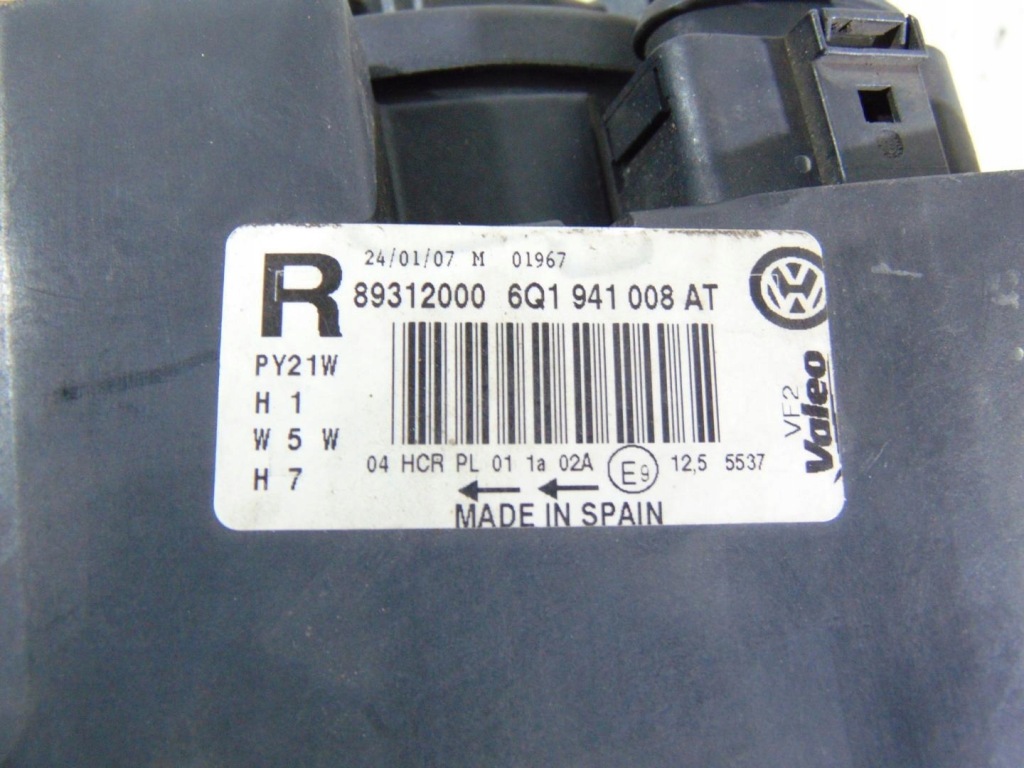 R
24/01/07 M 01967
89312000 6Q1 941 008 AT
PY21W
H 1
W 5 W
H 7
04 HCR PL 01 1a 02A E9 12,5 5537
MADE IN SPAIN
VF2
Valeo